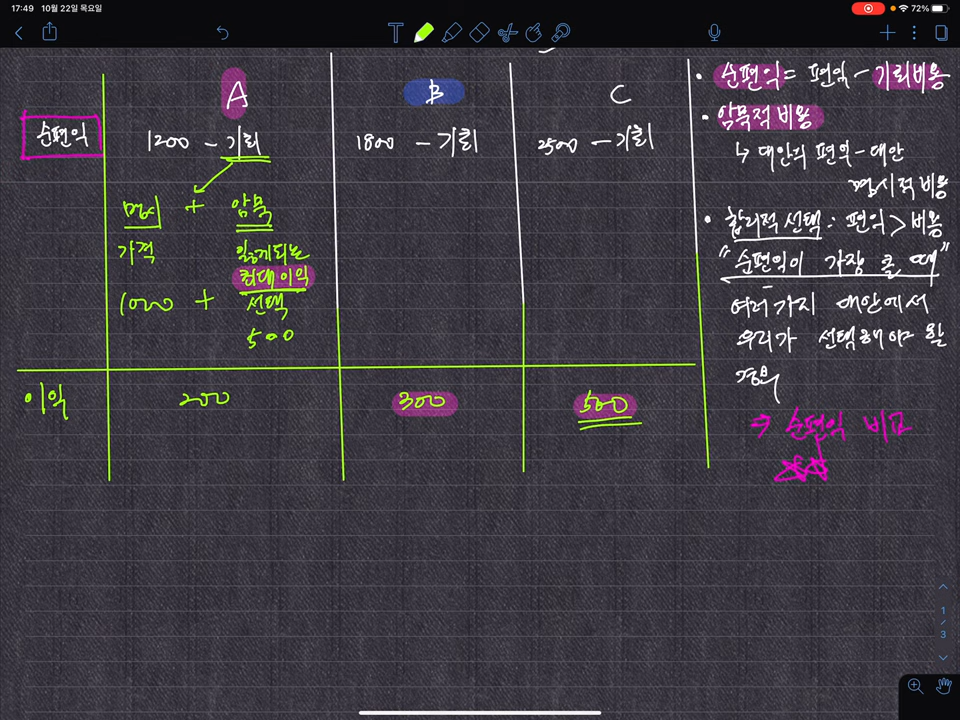 17:49 10월 22일 목요일
72%
A
B
C
순편익
1200 - 기회
1800 - 기회
2500 - 기회
명시 + 암묵
가격
잃게되는
최대이익
1000 + 선택
500
이익
200
300
500
• 순편익 = 편익 - 기회비용
• 암묵적 비용
↳ 대안의 편익 - 대안
명시적 비용
• 합리적 선택 : 편익 > 비용
"순편익이 가장 클 때"
여러가지 대안에서
우리가 선택해야 할
경우
⇒ 순편익 비교
1
/
3